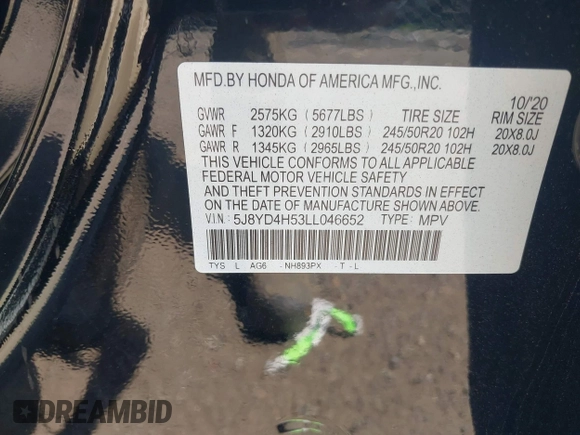 MFD.BY HONDA OF AMERICA MFG.,INC.
10/'20
GVWR 2575KG (5677LBS) TIRE SIZE RIM SIZE
GAWR F 1320KG (2910LBS) 245/50R20 102H 20X8.0J
GAWR R 1345KG (2965LBS) 245/50R20 102H 20X8.0J
THIS VEHICLE CONFORMS TO ALL APPLICABLE
FEDERAL MOTOR VEHICLE SAFETY
AND THEFT PREVENTION STANDARDS IN EFFECT
ON THE DATE OF MANUFACTURE SHOWN ABOVE.
V.I.N: 5J8YD4H53LL046652 TYPE: MPV
TYS L AG6 - NH893PX - T - L
DREAMBID